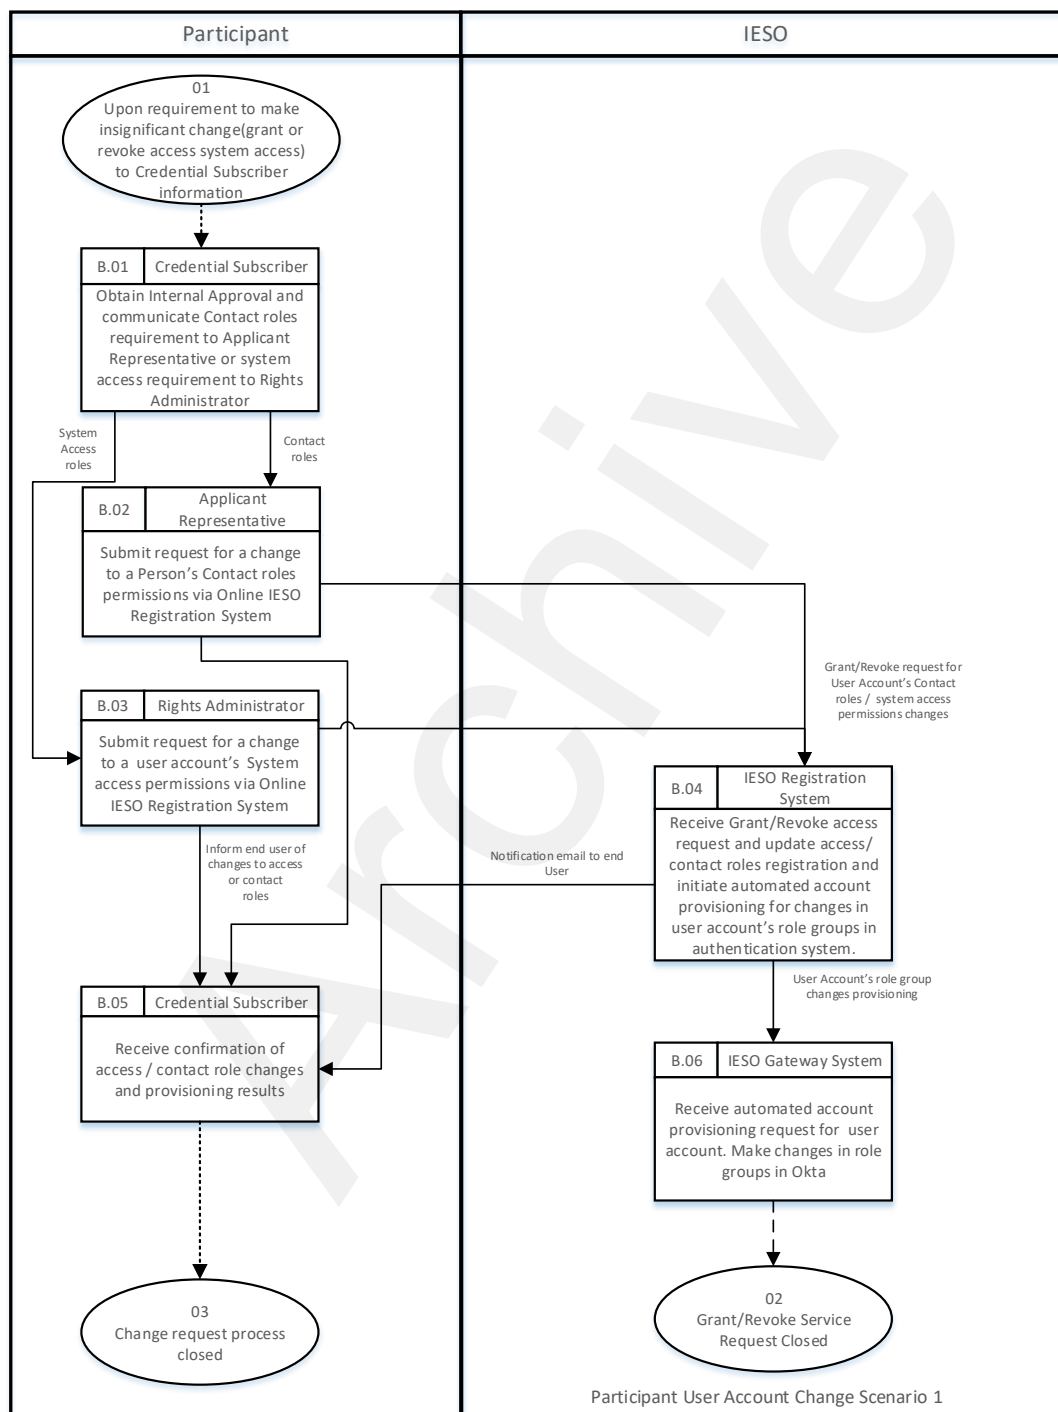 Participant
IESO
01
Upon requirement to make
insignificant change(grant or
revoke access system access)
to Credential Subscriber
information
B.01
Credential Subscriber
Obtain Internal Approval and
communicate Contact roles
requirement to Applicant
Representative or system
access requirement to Rights
Administrator
System
Access
roles
Contact
roles
B.02
Applicant
Representative
Submit request for a change
to a Person's Contact roles
permissions via Online IESO
Registration System
Grant/Revoke request for
User Account's Contact
roles / system access
permissions changes
B.03
Rights Administrator
Submit request for a change
to a user account's System
access permissions via Online
IESO Registration System
B.04
IESO Registration
System
Receive Grant/Revoke access
request and update access/
contact roles registration and
initiate automated account
provisioning for changes in
user account's role groups in
authentication system.
Inform end user of
changes to access
or contact
roles
Notification email to end
User
User Account's role group
changes provisioning
B.05
Credential Subscriber
Receive confirmation of
access / contact role changes
and provisioning results
B.06
IESO Gateway System
Receive automated account
provisioning request for user
account. Make changes in role
groups in Okta
03
Change request process
closed
02
Grant/Revoke Service
Request Closed
Participant User Account Change Scenario 1
Archive